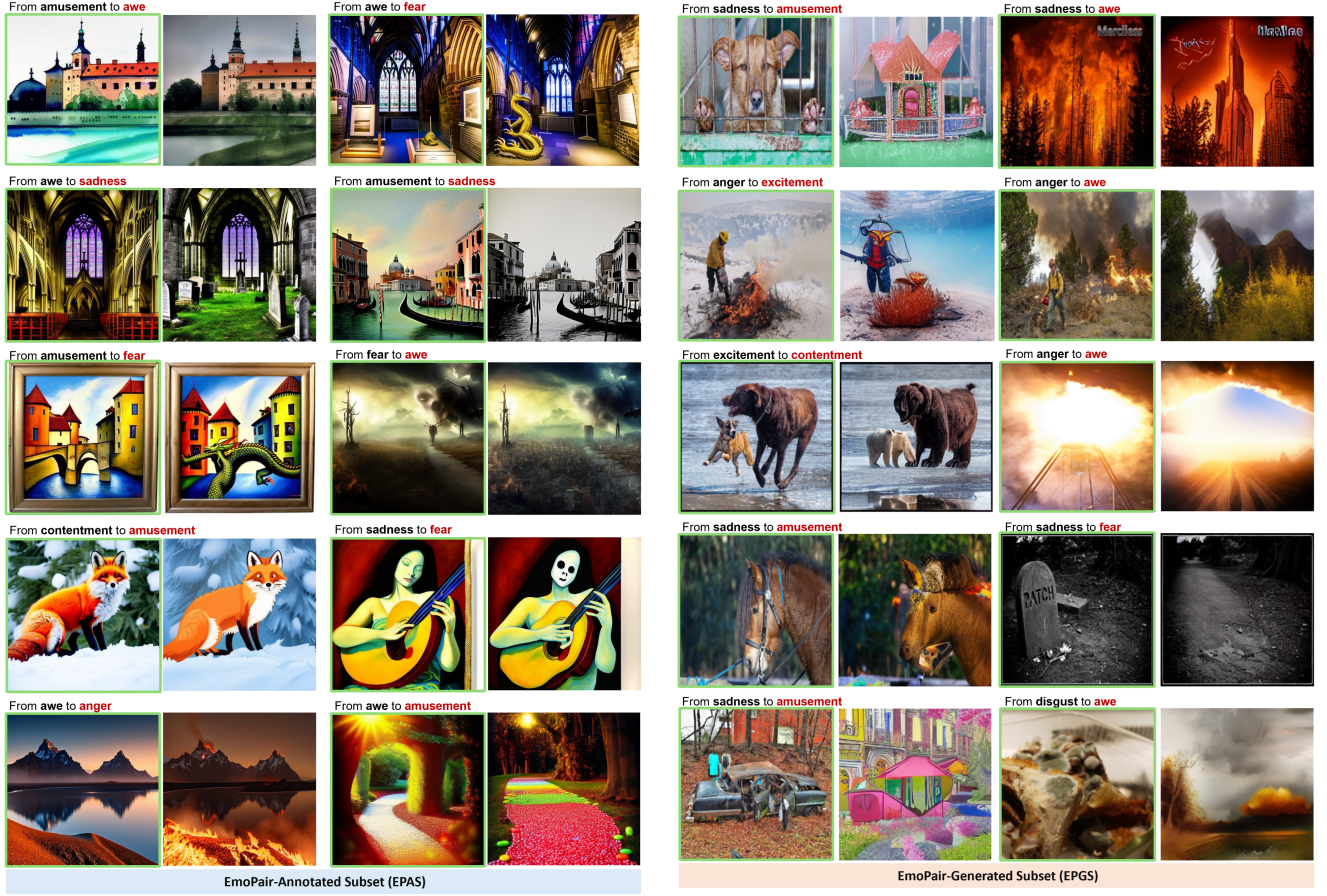 From amusement to awe
From awe to fear
From awe to sadness
From amusement to sadness
From amusement to fear
From fear to awe
From contentment to amusement
From sadness to fear
From awe to anger
From awe to amusement
EmoPair-Annotated Subset (EPAS)
From sadness to amusement
From sadness to awe
Merciless
From anger to excitement
From anger to awe
From excitement to contentment
From anger to awe
From sadness to amusement
From sadness to fear
PATCH
From sadness to amusement
From disgust to awe
EmoPair-Generated Subset (EPGS)